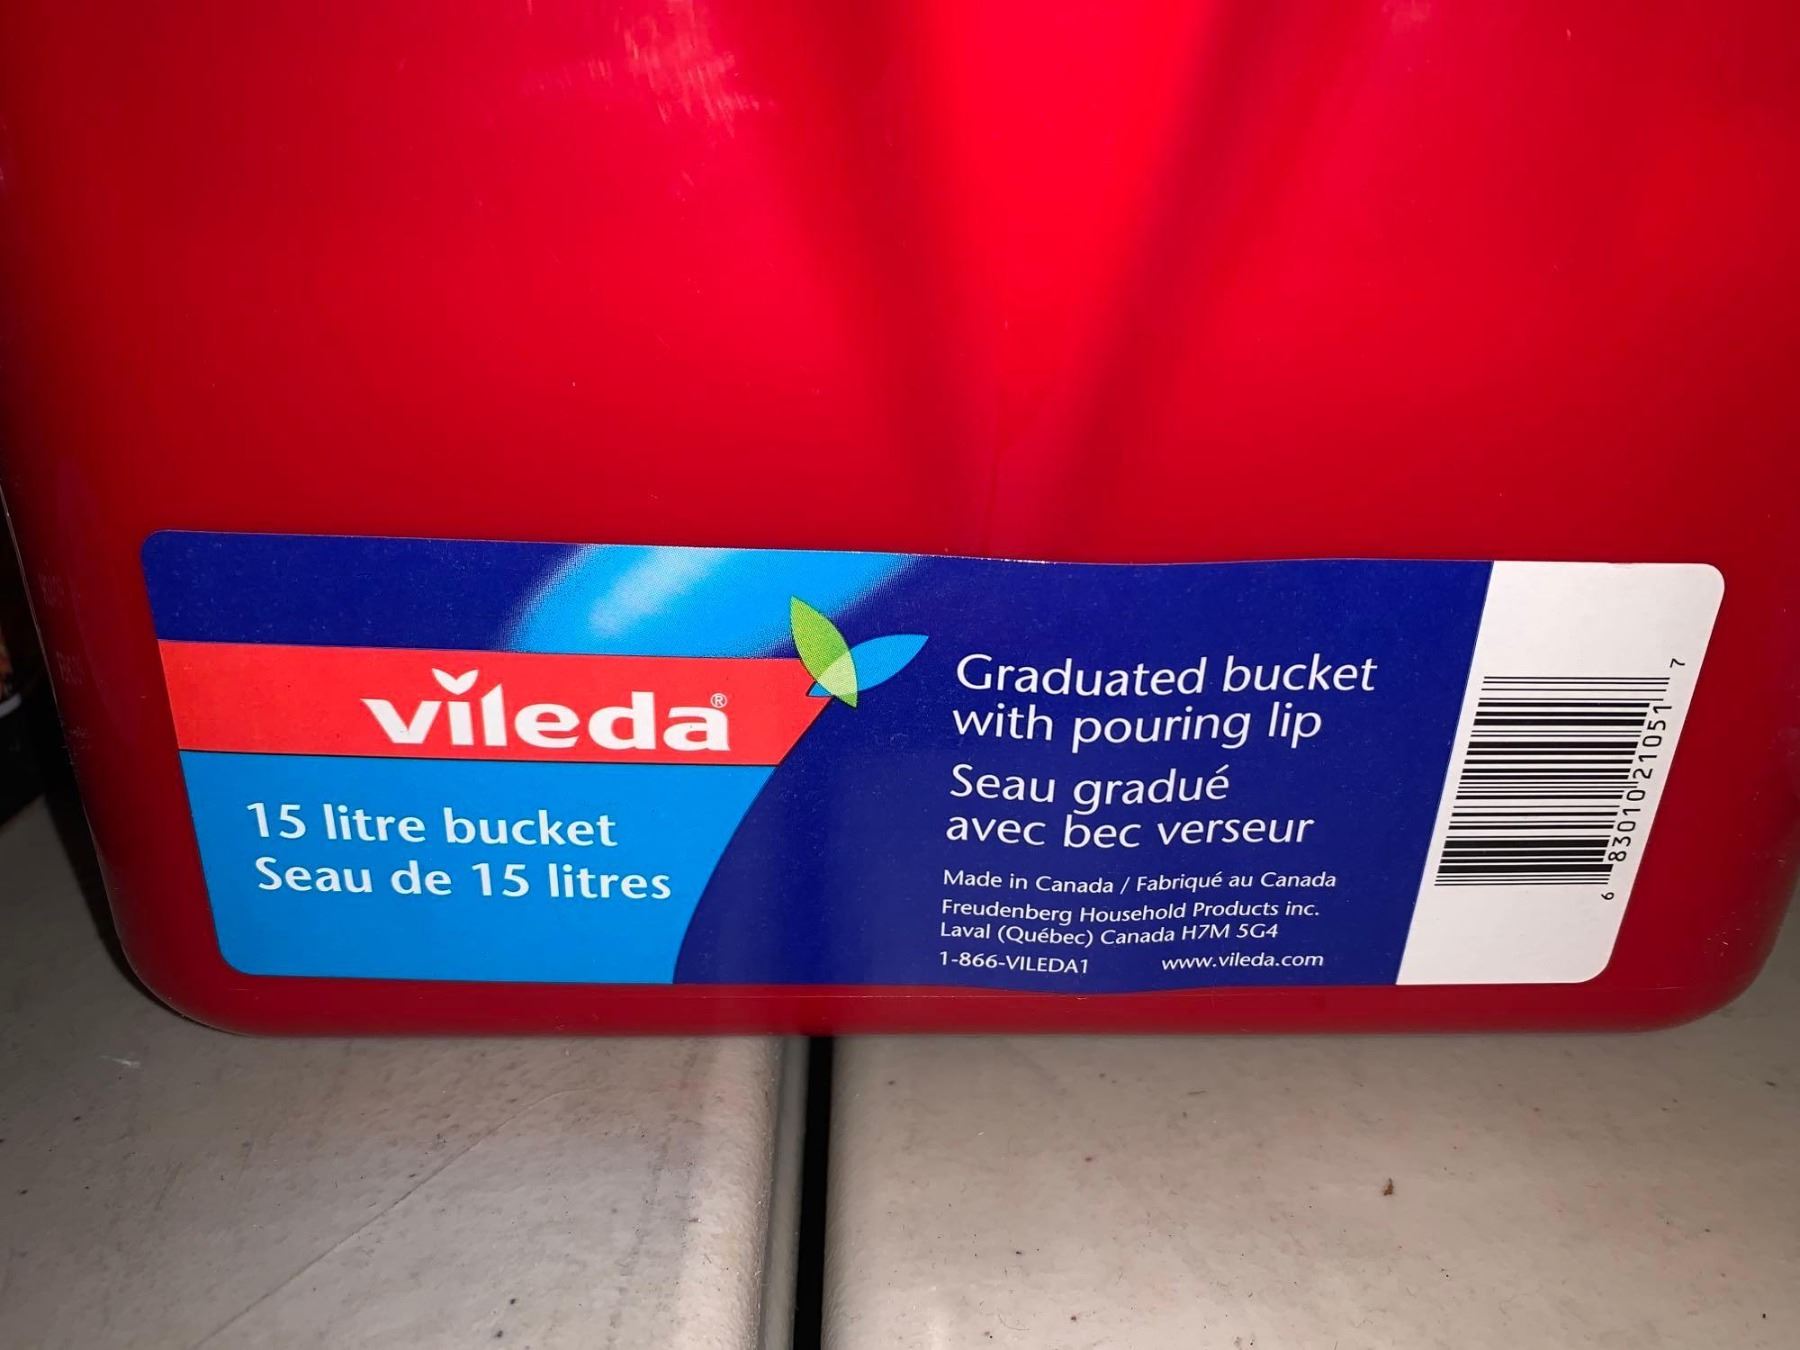 vileda®
15 litre bucket
Seau de 15 litres
Graduated bucket
with pouring lip
Seau gradué
avec bec verseur
Made in Canada / Fabriqué au Canada
Freudenberg Household Products inc.
Laval (Québec) Canada H7M 5G4
1-866-VILEDA1 www.vileda.com
6 83010 21051 7